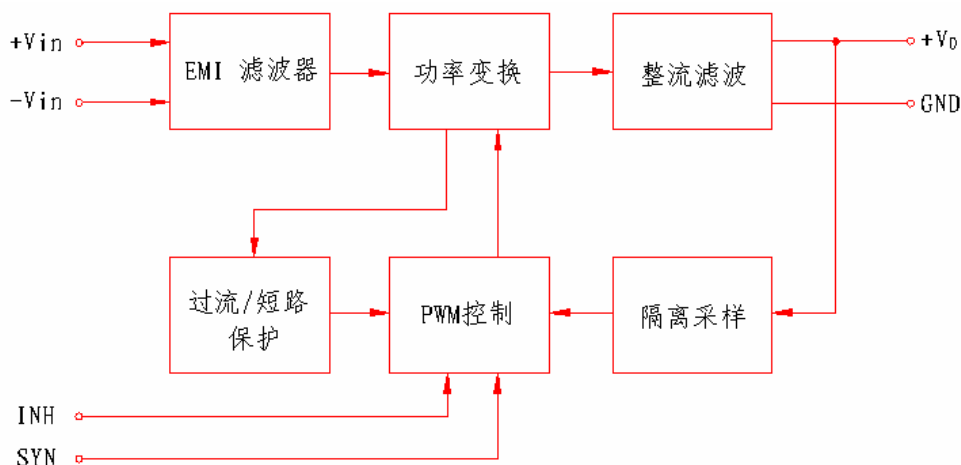 +Vin
EMI 滤波器
功率变换
整流滤波
+VO
-Vin
GND
过流/短路
保护
PWM控制
隔离采样
INH
SYN